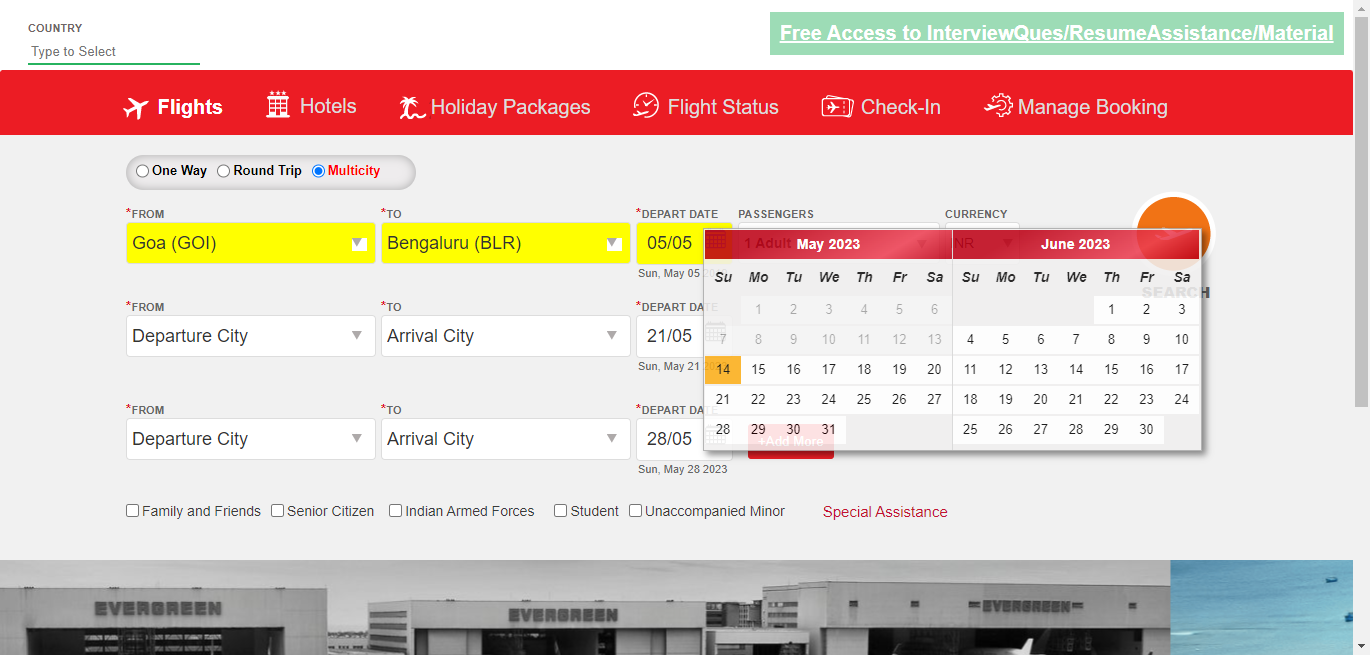 COUNTRY
Type to Select
Free Access to InterviewQues/ResumeAssistance/Material
Flights Hotels Holiday Packages Flight Status Check-In Manage Booking
One Way Round Trip Multicity
*FROM *TO *DEPART DATE PASSENGERS CURRENCY
Goa (GOI) Bengaluru (BLR) 05/05 1 Adult
Sun, May 05
SEARCH
May 2023 June 2023
Su Mo Tu We Th Fr Sa Su Mo Tu We Th Fr Sa
1 2 3 4 5 6 1 2 3
7 8 9 10 11 12 13 4 5 6 7 8 9 10
14 15 16 17 18 19 20 11 12 13 14 15 16 17
21 22 23 24 25 26 27 18 19 20 21 22 23 24
28 29 30 31 25 26 27 28 29 30
*FROM *TO *DEPART DATE
Departure City Arrival City 21/05
Sun, May 21
*FROM *TO *DEPART DATE
Departure City Arrival City 28/05 +Add More
Sun, May 28 2023
Family and Friends Senior Citizen Indian Armed Forces Student Unaccompanied Minor Special Assistance
EVERGREEN EVERGREEN EVERGREEN